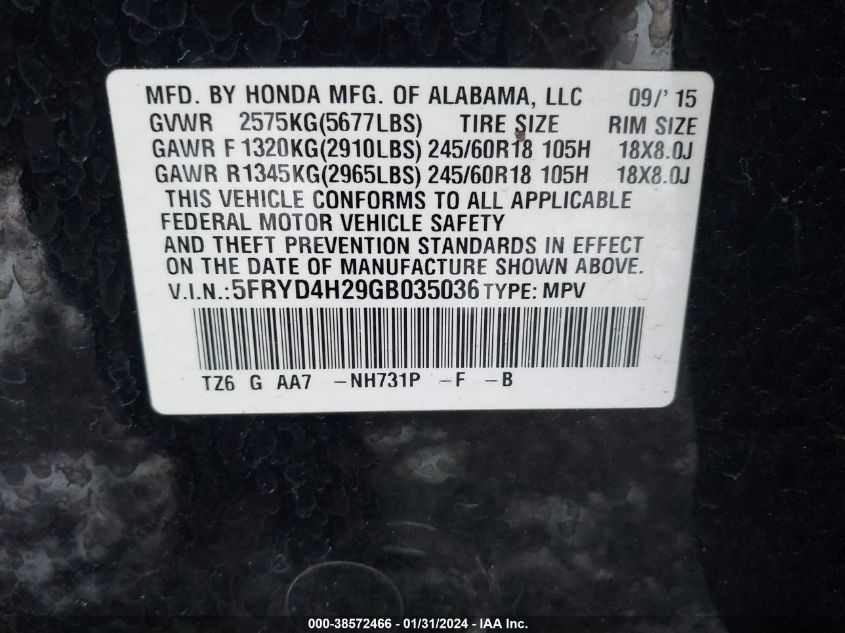 MFD. BY HONDA MFG. OF ALABAMA, LLC 09/' 15
GVWR 2575KG(5677LBS) TIRE SIZE RIM SIZE
GAWR F 1320KG(2910LBS) 245/60R18 105H 18X8.0J
GAWR R1345KG(2965LBS) 245/60R18 105H 18X8.0J
THIS VEHICLE CONFORMS TO ALL APPLICABLE
FEDERAL MOTOR VEHICLE SAFETY
AND THEFT PREVENTION STANDARDS IN EFFECT
ON THE DATE OF MANUFACTURE SHOWN ABOVE.
V.I.N.:5FRYD4H29GB035036 TYPE: MPV
TZ6 G AA7 -NH731P -F -B
000-38572466 - 01/31/2024 - IAA Inc.